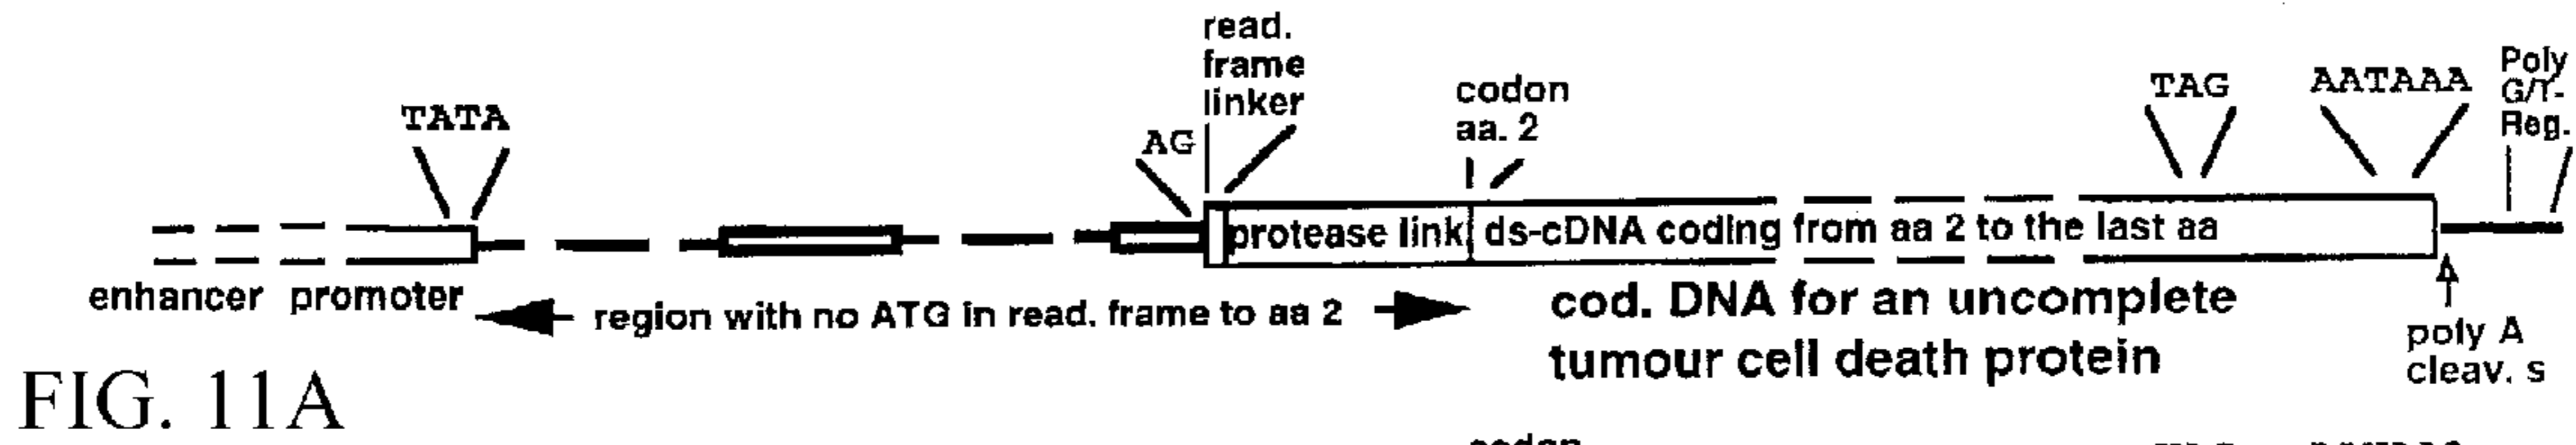 read.
frame
linker
codon
aa. 2
TATA
AG
TAG
AATAAA
Poly
G/T-
Reg.
protease link
ds-cDNA coding from aa 2 to the last aa
enhancer promoter
region with no ATG in read. frame to aa 2
cod. DNA for an uncomplete
tumour cell death protein
poly A
cleav. s
FIG. 11A